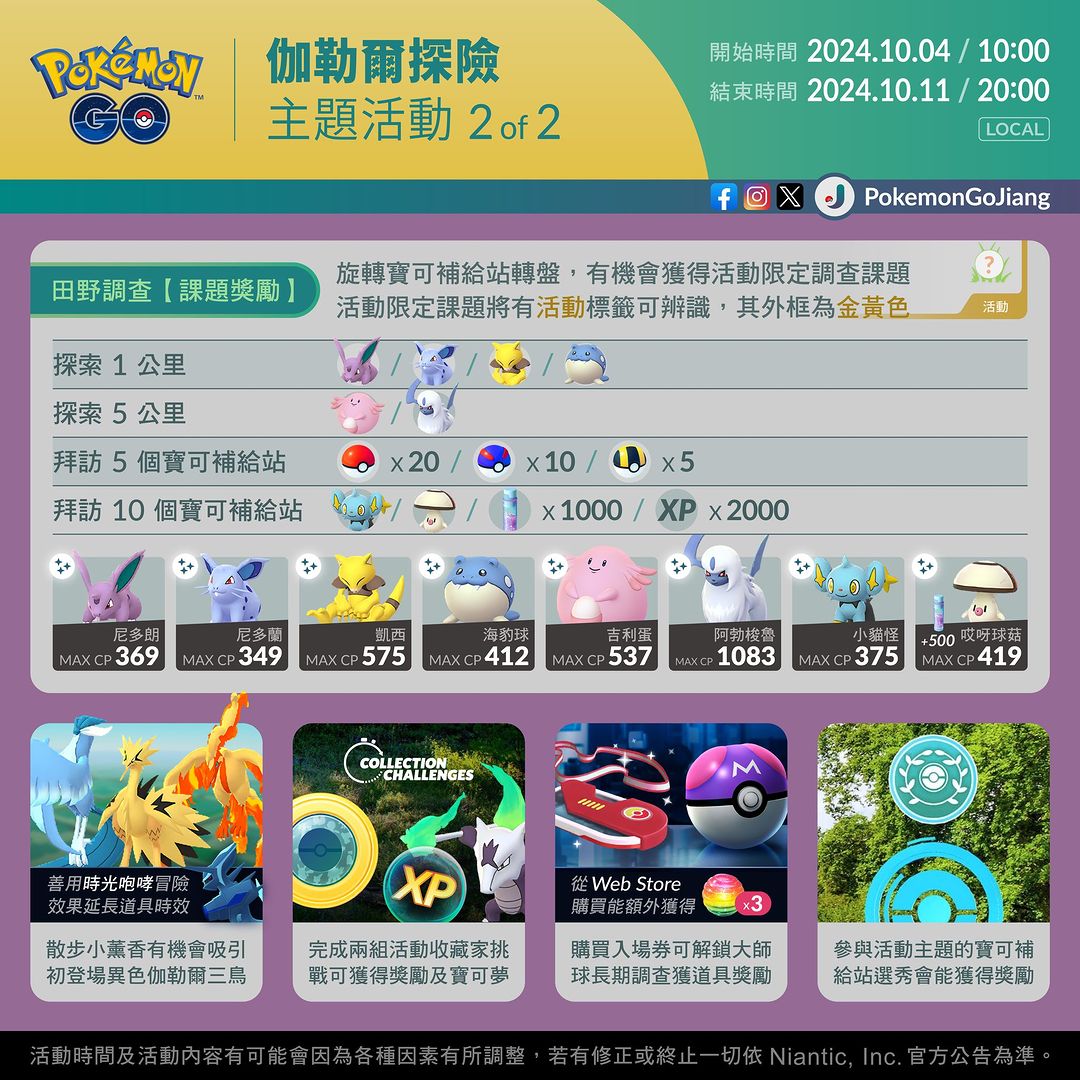 POKéMON GO TM
伽勒爾探險
主題活動 2 of 2
開始時間 2024.10.04 / 10:00
結束時間 2024.10.11 / 20:00
LOCAL
PokemonGoJiang
田野調查【課題獎勵】
旋轉寶可補給站轉盤，有機會獲得活動限定調查課題
活動限定課題將有活動標籤可辨識，其外框為金黃色
?
活動
探索 1 公里 / / /
探索 5 公里 /
拜訪 5 個寶可補給站 x20 / x10 / x5
拜訪 10 個寶可補給站 / / x1000 / XP x2000
尼多朗
MAX CP 369
尼多蘭
MAX CP 349
凱西
MAX CP 575
海豹球
MAX CP 412
吉利蛋
MAX CP 537
阿勃梭魯
MAX CP 1083
小貓怪
MAX CP 375
+500 哎呀球菇
MAX CP 419
善用時光咆哮冒險
效果延長道具時效
散步小薰香有機會吸引
初登場異色伽勒爾三鳥
COLLECTION
CHALLENGES
XP
完成兩組活動收藏家挑
戰可獲得獎勵及寶可夢
M
從 Web Store
購買能額外獲得 x3
購買入場券可解鎖大師
球長期調查獲道具獎勵
參與活動主題的寶可補
給站選秀會能獲得獎勵
活動時間及活動內容有可能會因為各種因素有所調整，若有修正或終止一切依 Niantic, Inc. 官方公告為準。